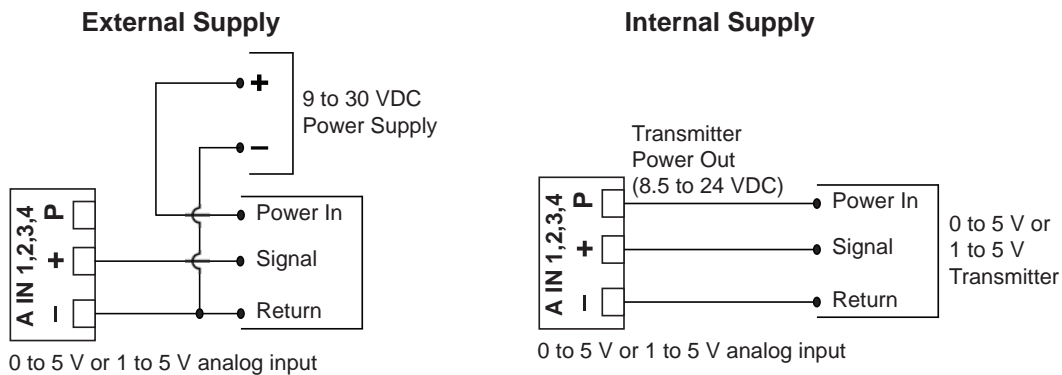 External Supply
+
9 to 30 VDC
Power Supply
−
A IN 1,2,3,4
P
+
−
Power In
Signal
Return
0 to 5 V or 1 to 5 V analog input
Internal Supply
Transmitter
Power Out
(8.5 to 24 VDC)
A IN 1,2,3,4
P
+
−
Power In
Signal
Return
0 to 5 V or
1 to 5 V
Transmitter
0 to 5 V or 1 to 5 V analog input